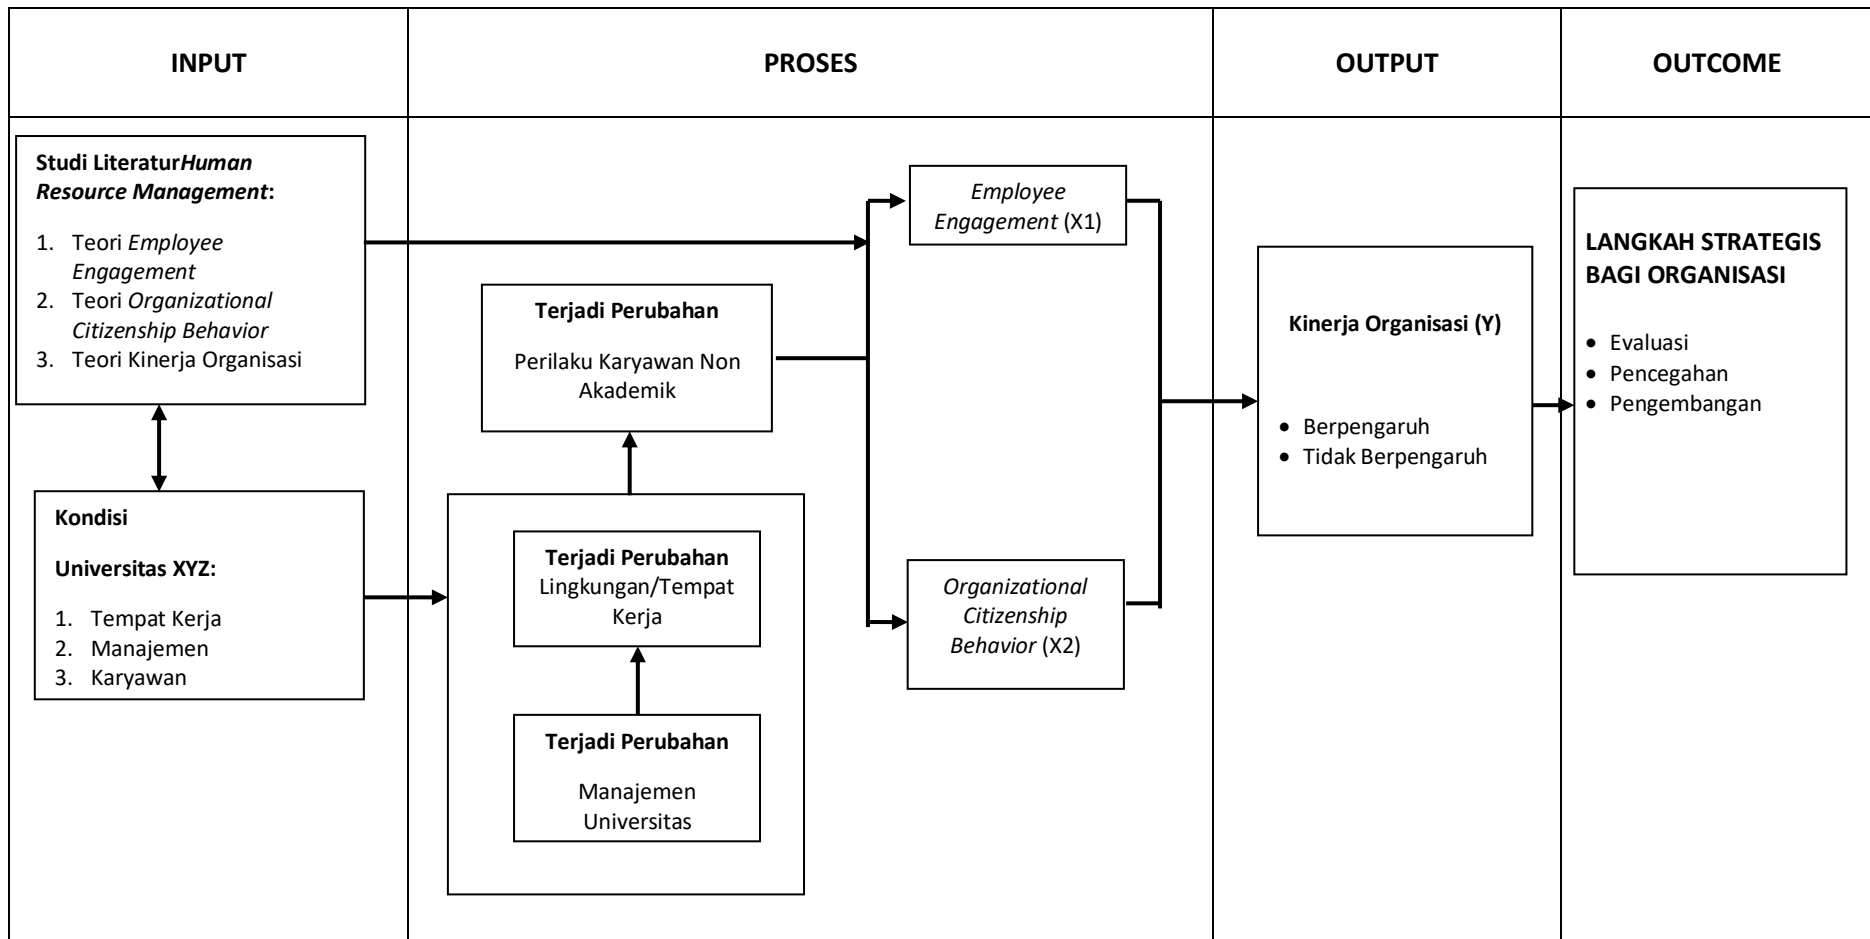 INPUT
PROSES
OUTPUT
OUTCOME
Studi LiteraturHuman
Resource Management:
1. Teori Employee
Engagement
2. Teori Organizational
Citizenship Behavior
3. Teori Kinerja Organisasi
Kondisi
Universitas XYZ:
1. Tempat Kerja
2. Manajemen
3. Karyawan
Terjadi Perubahan
Perilaku Karyawan Non
Akademik
Terjadi Perubahan
Lingkungan/Tempat
Kerja
Terjadi Perubahan
Manajemen
Universitas
Employee
Engagement (X1)
Organizational
Citizenship
Behavior (X2)
Kinerja Organisasi (Y)
• Berpengaruh
• Tidak Berpengaruh
LANGKAH STRATEGIS
BAGI ORGANISASI
• Evaluasi
• Pencegahan
• Pengembangan